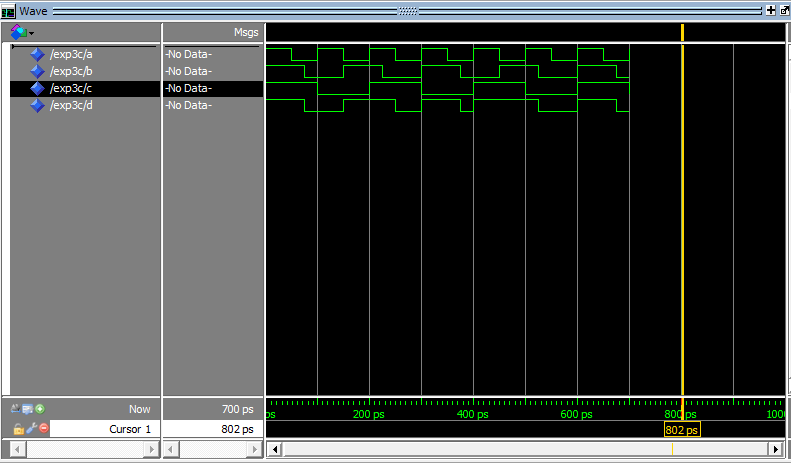 Wave
Msgs
/exp3c/a -No Data-
/exp3c/b -No Data-
/exp3c/c -No Data-
/exp3c/d -No Data-
Now 700 ps ps 200 ps 400 ps 600 ps 800 ps 1000
Cursor 1 802 ps 802 ps